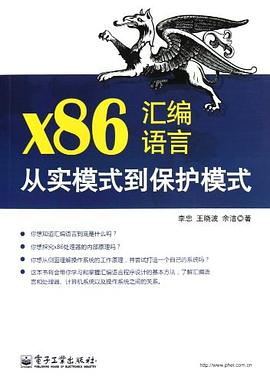 x86 汇编
语言
从实模式到保护模式
李忠 王晓波 余洁◎著
● 你想知道汇编语言到底是什么吗？
● 你想探究x86处理器的内部原理吗？
● 你想从侧面理解操作系统的工作原理，并尝试打造一个自己的系统吗？
● 这本书将会带你学习和掌握汇编语言程序设计的基本方法，了解汇编语
言和处理器、计算机系统以及操作系统之间的关系。
电子工业出版社
http://www.phei.com.cn